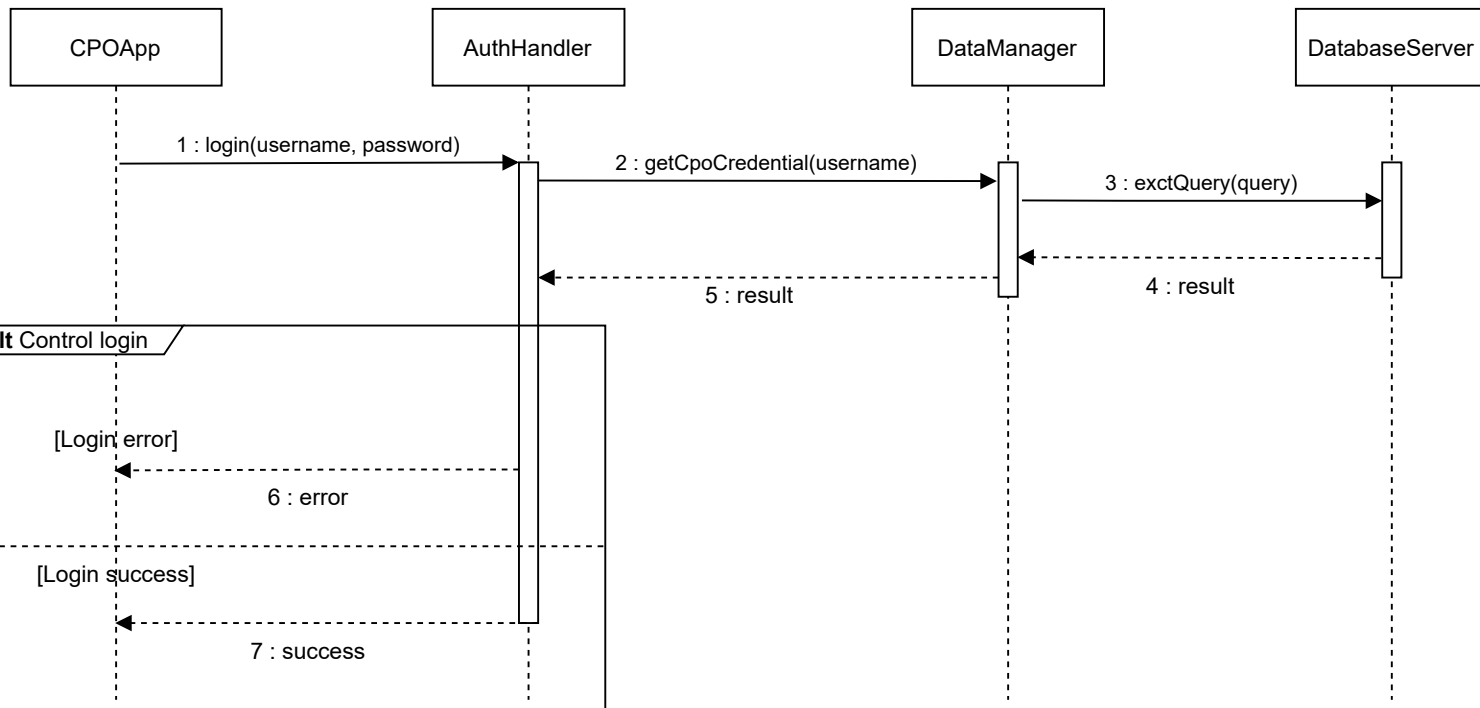 CPOApp
AuthHandler
DataManager
DatabaseServer
1 : login(username, password)
2 : getCpoCredential(username)
3 : exctQuery(query)
4 : result
5 : result
lt Control login
[Login error]
6 : error
[Login success]
7 : success